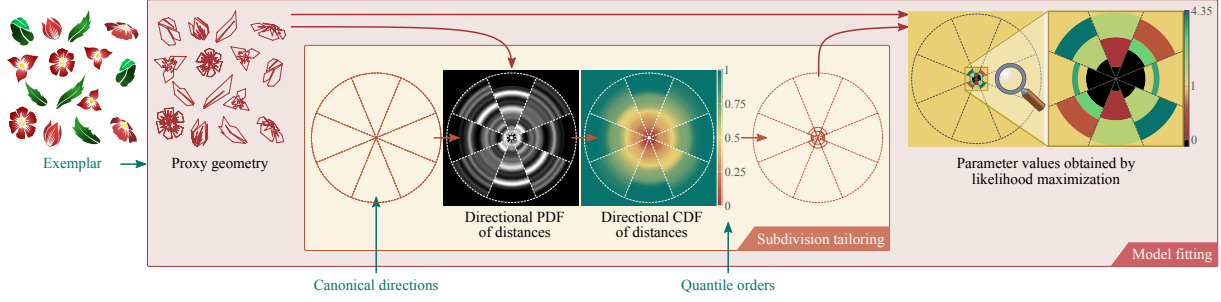 Exemplar
Proxy geometry
Directional PDF
of distances
Directional CDF
of distances
1
0.75
0.5
0.25
0
Subdivision tailoring
4.35
1
0
Parameter values obtained by
likelihood maximization
Model fitting
Canonical directions
Quantile orders